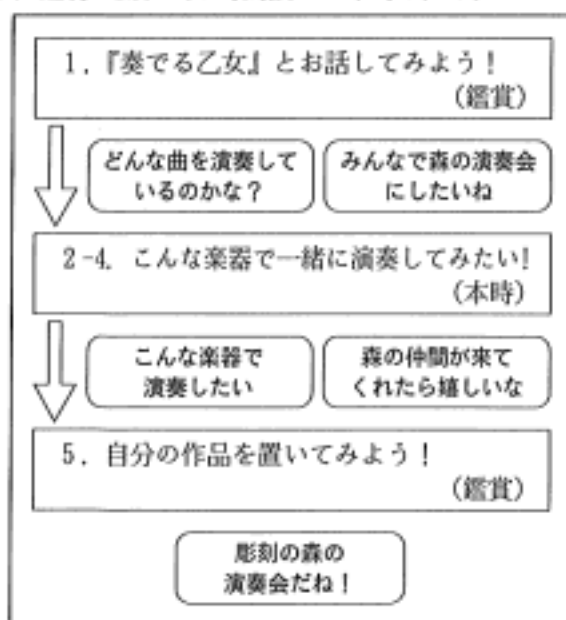 1.『奏でる乙女』とお話してみよう!
(鑑賞)
どんな曲を演奏して
いるのかな?
みんなで森の演奏会
にしたいね
2-4. こんな楽器で一緒に演奏してみたい!
(本時)
こんな楽器で
演奏したい
森の仲間が来て
くれたら嬉しいな
5. 自分の作品を置いてみよう!
(鑑賞)
彫刻の森の
演奏会だね!